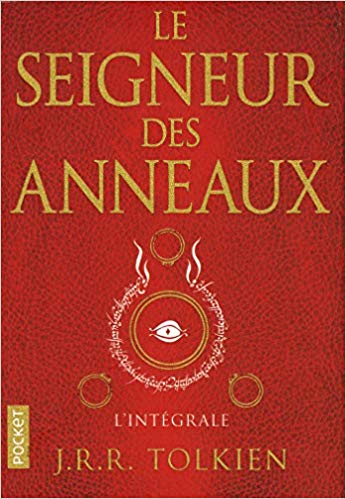 LE
SEIGNEUR
DES
ANNEAUX
L'INTÉGRALE
POCKET
J.R.R. TOLKIEN